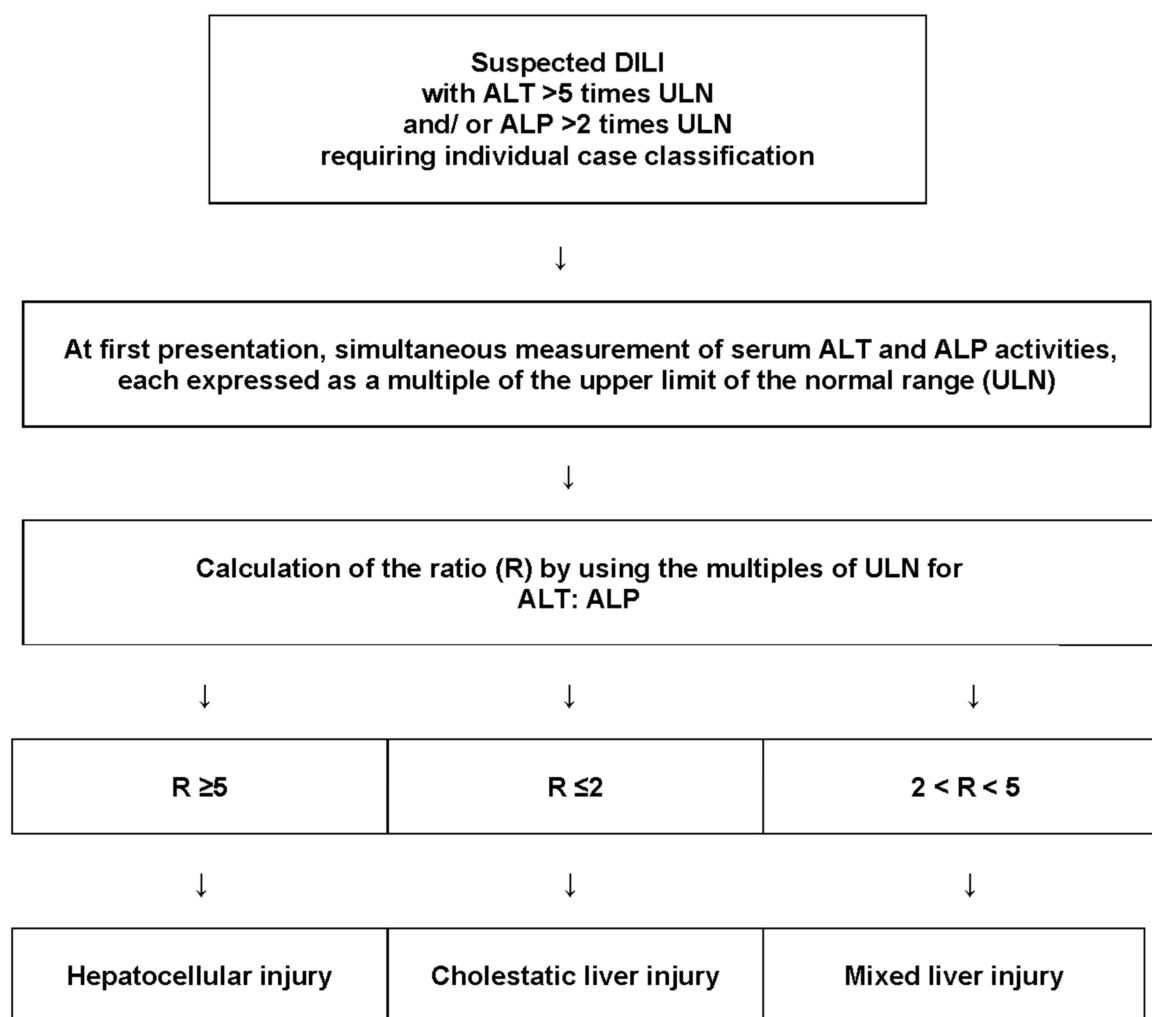 Suspected DILI
with ALT >5 times ULN
and/ or ALP >2 times ULN
requiring individual case classification
↓
At first presentation, simultaneous measurement of serum ALT and ALP activities,
each expressed as a multiple of the upper limit of the normal range (ULN)
↓
Calculation of the ratio (R) by using the multiples of ULN for
ALT: ALP
↓ ↓ ↓
R ≥5 R ≤2 2 < R < 5
↓ ↓ ↓
Hepatocellular injury Cholestatic liver injury Mixed liver injury